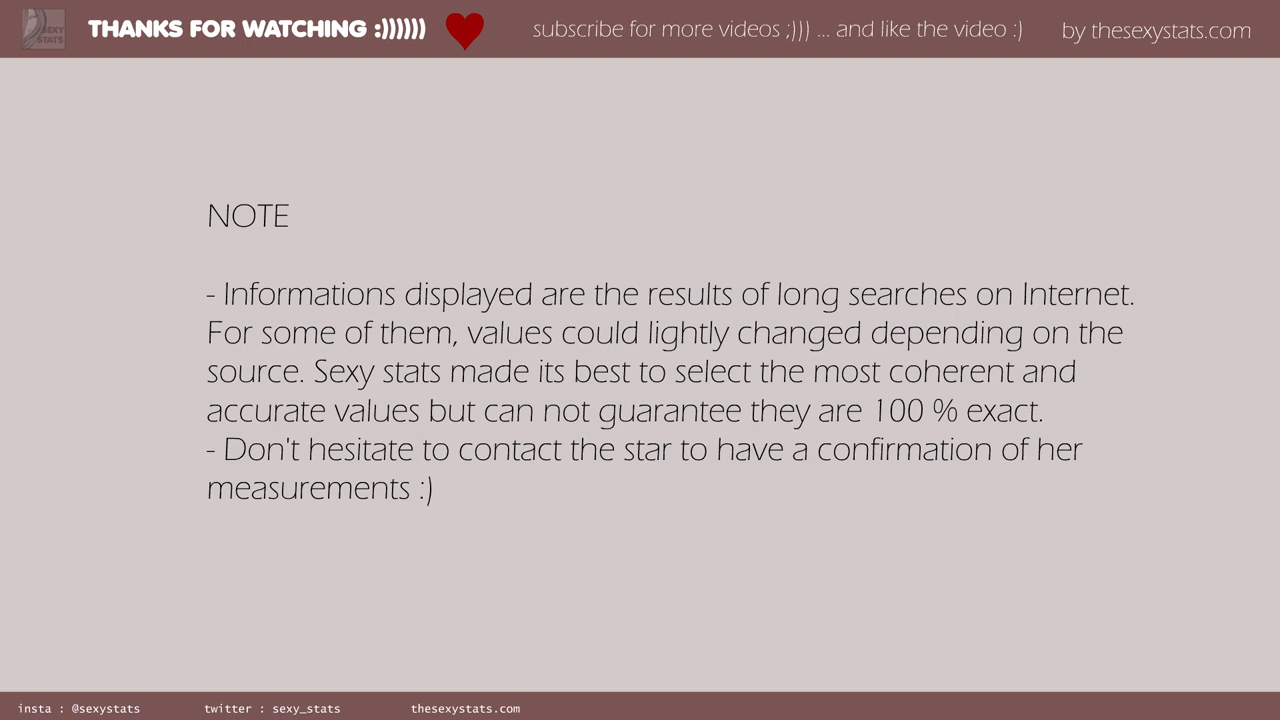 SEXY
STATS
THANKS FOR WATCHING :))))))
subscribe for more videos ;))) ... and like the video :)
by thesexystats.com
NOTE
- Informations displayed are the results of long searches on Internet.
For some of them, values could lightly changed depending on the
source. Sexy stats made its best to select the most coherent and
accurate values but can not guarantee they are 100 % exact.
- Don't hesitate to contact the star to have a confirmation of her
measurements :)
insta : @sexystats
twitter : sexy_stats
thesexystats.com